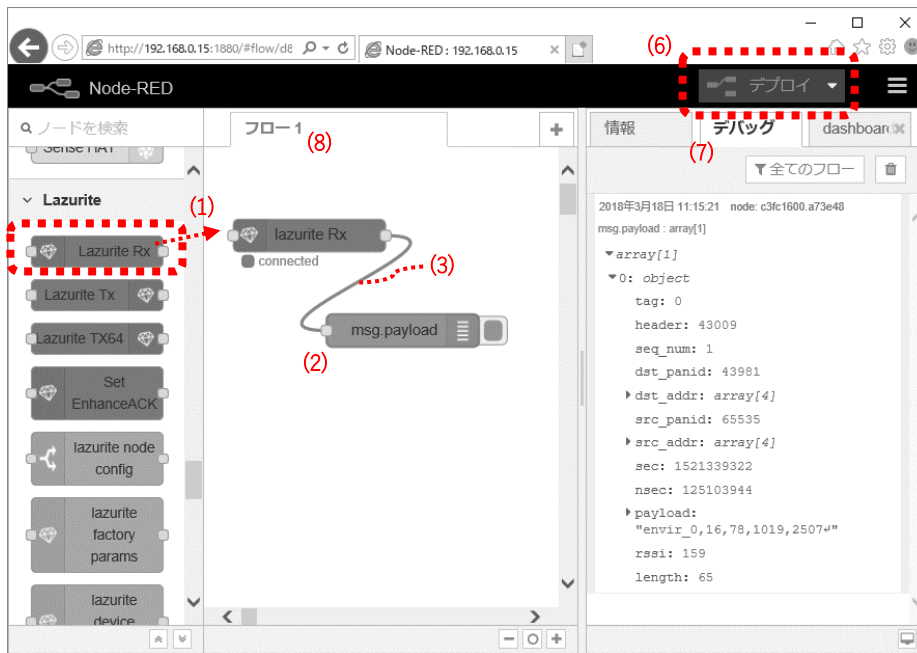 (6)
http://192.168.0.15:1880/#flow/d8
Node-RED : 192.168.0.15
Node-RED
デプロイ
ノードを検索
フロー 1
(8)
情報
デバッグ
dashboard
(7)
全てのフロー
Sense HAT
Lazurite
(1)
Lazurite Rx
Lazurite Tx
Lazurite TX64
Set
EnhanceACK
lazurite node
config
lazurite
factory
params
lazurite
device
lazurite Rx
connected
(3)
msg.payload
(2)
2018年3月18日 11:15:21 node: c3fc1600.a73e48
msg.payload : array[1]
array[1]
0: object
tag: 0
header: 43009
seq_num: 1
dst_panid: 43981
dst_addr: array[4]
src_panid: 65535
src_addr: array[4]
sec: 1521339322
nsec: 125103944
payload:
"envir_0,16,78,1019,2507↵"
rssi: 159
length: 65